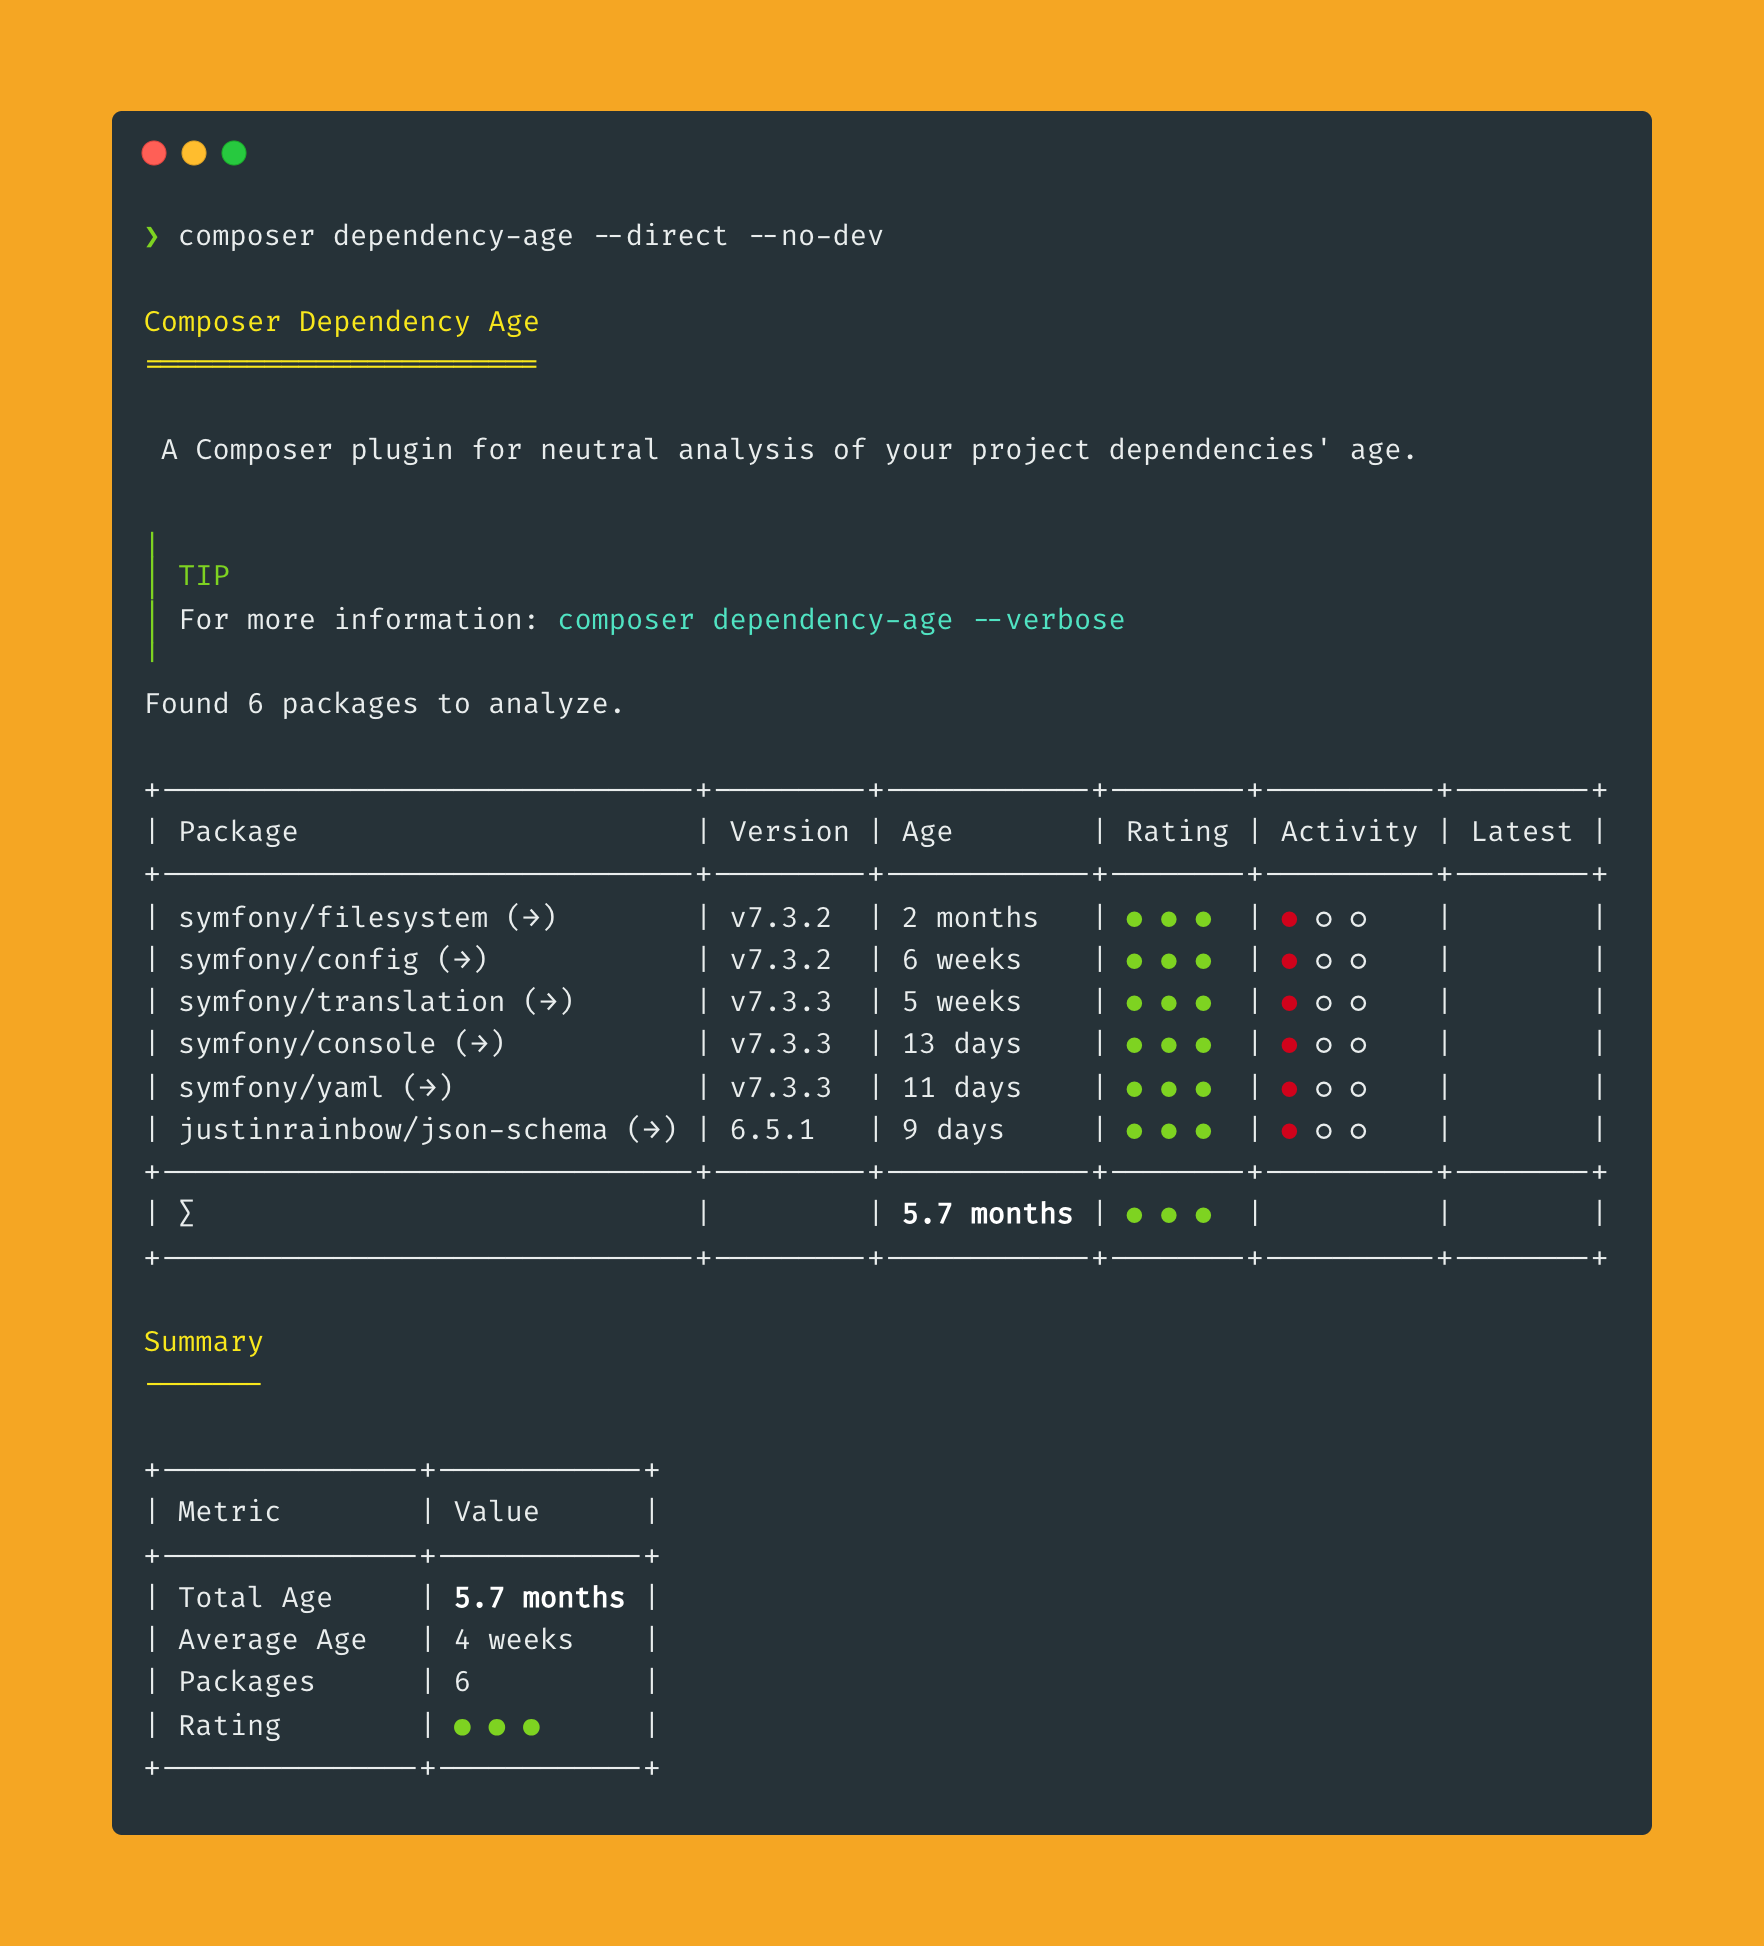 ❯ composer dependency-age --direct --no-dev
Composer Dependency Age
=======================
A Composer plugin for neutral analysis of your project dependencies' age.
TIP
For more information: composer dependency-age --verbose
Found 6 packages to analyze.
+-------------------------------+---------+------------+--------+----------+--------+
| Package                       | Version | Age        | Rating | Activity | Latest |
+-------------------------------+---------+------------+--------+----------+--------+
| symfony/filesystem (→)        | v7.3.2  | 2 months   | ● ● ●  | ● ○ ○    |        |
| symfony/config (→)            | v7.3.2  | 6 weeks    | ● ● ●  | ● ○ ○    |        |
| symfony/translation (→)       | v7.3.3  | 5 weeks    | ● ● ●  | ● ○ ○    |        |
| symfony/console (→)           | v7.3.3  | 13 days    | ● ● ●  | ● ○ ○    |        |
| symfony/yaml (→)              | v7.3.3  | 11 days    | ● ● ●  | ● ○ ○    |        |
| justinrainbow/json-schema (→) | 6.5.1   | 9 days     | ● ● ●  | ● ○ ○    |        |
+-------------------------------+---------+------------+--------+----------+--------+
| ∑                             |         | 5.7 months | ● ● ●  |          |        |
+-------------------------------+---------+------------+--------+----------+--------+
Summary
-------
+---------------+------------+
| Metric        | Value      |
+---------------+------------+
| Total Age     | 5.7 months |
| Average Age   | 4 weeks    |
| Packages      | 6          |
| Rating        | ● ● ●      |
+---------------+------------+